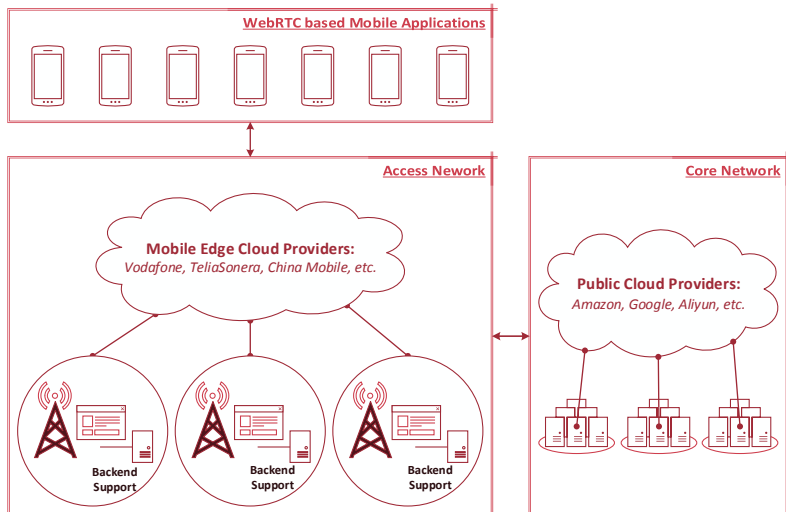 WebRTC based Mobile Applications
Access Nework
Core Network
Mobile Edge Cloud Providers:
Vodafone, TeliaSonera, China Mobile, etc.
Public Cloud Providers:
Amazon, Google, Aliyun, etc.
Backend
Support
Backend
Support
Backend
Support